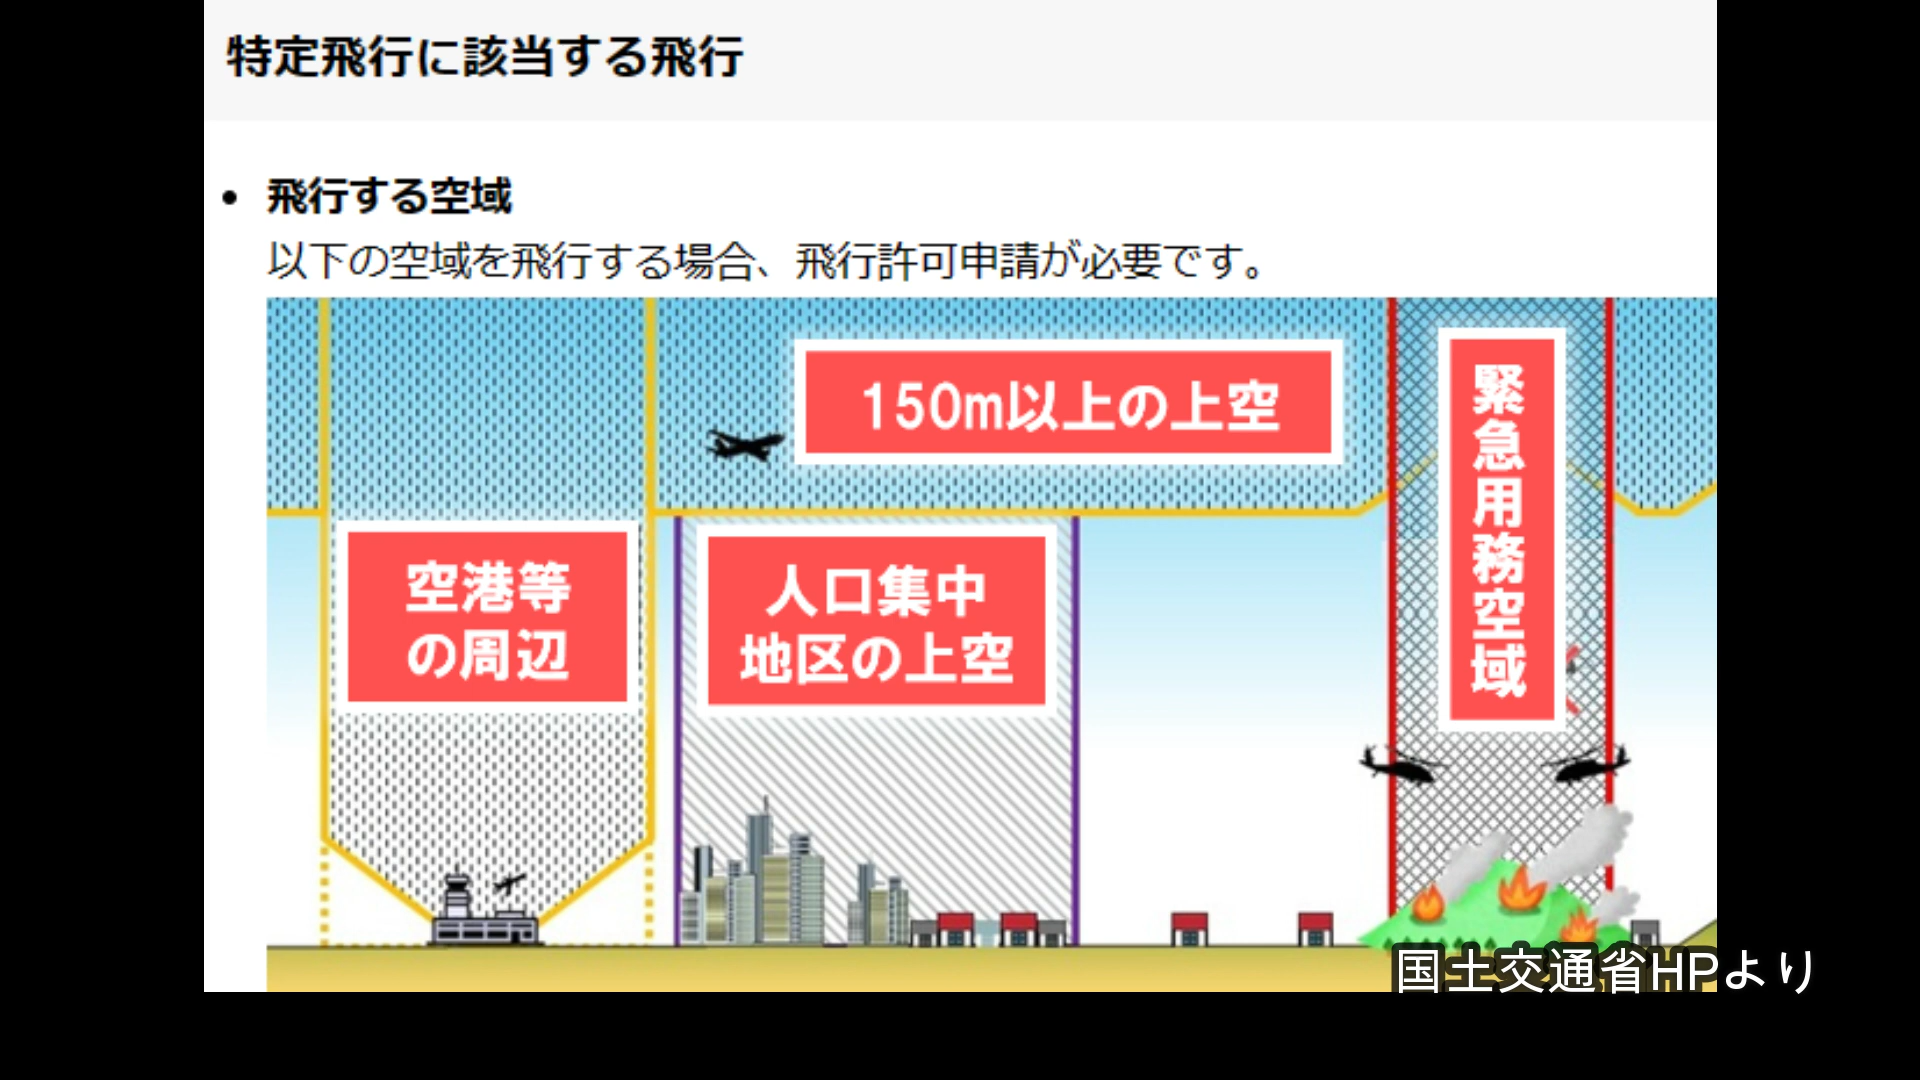 特定飛行に該当する飛行
飛行する空域
以下の空域を飛行する場合、飛行許可申請が必要です。
150m以上の上空
緊急用務空域
空港等
の周辺
人口集中
地区の上空
国土交通省HPより